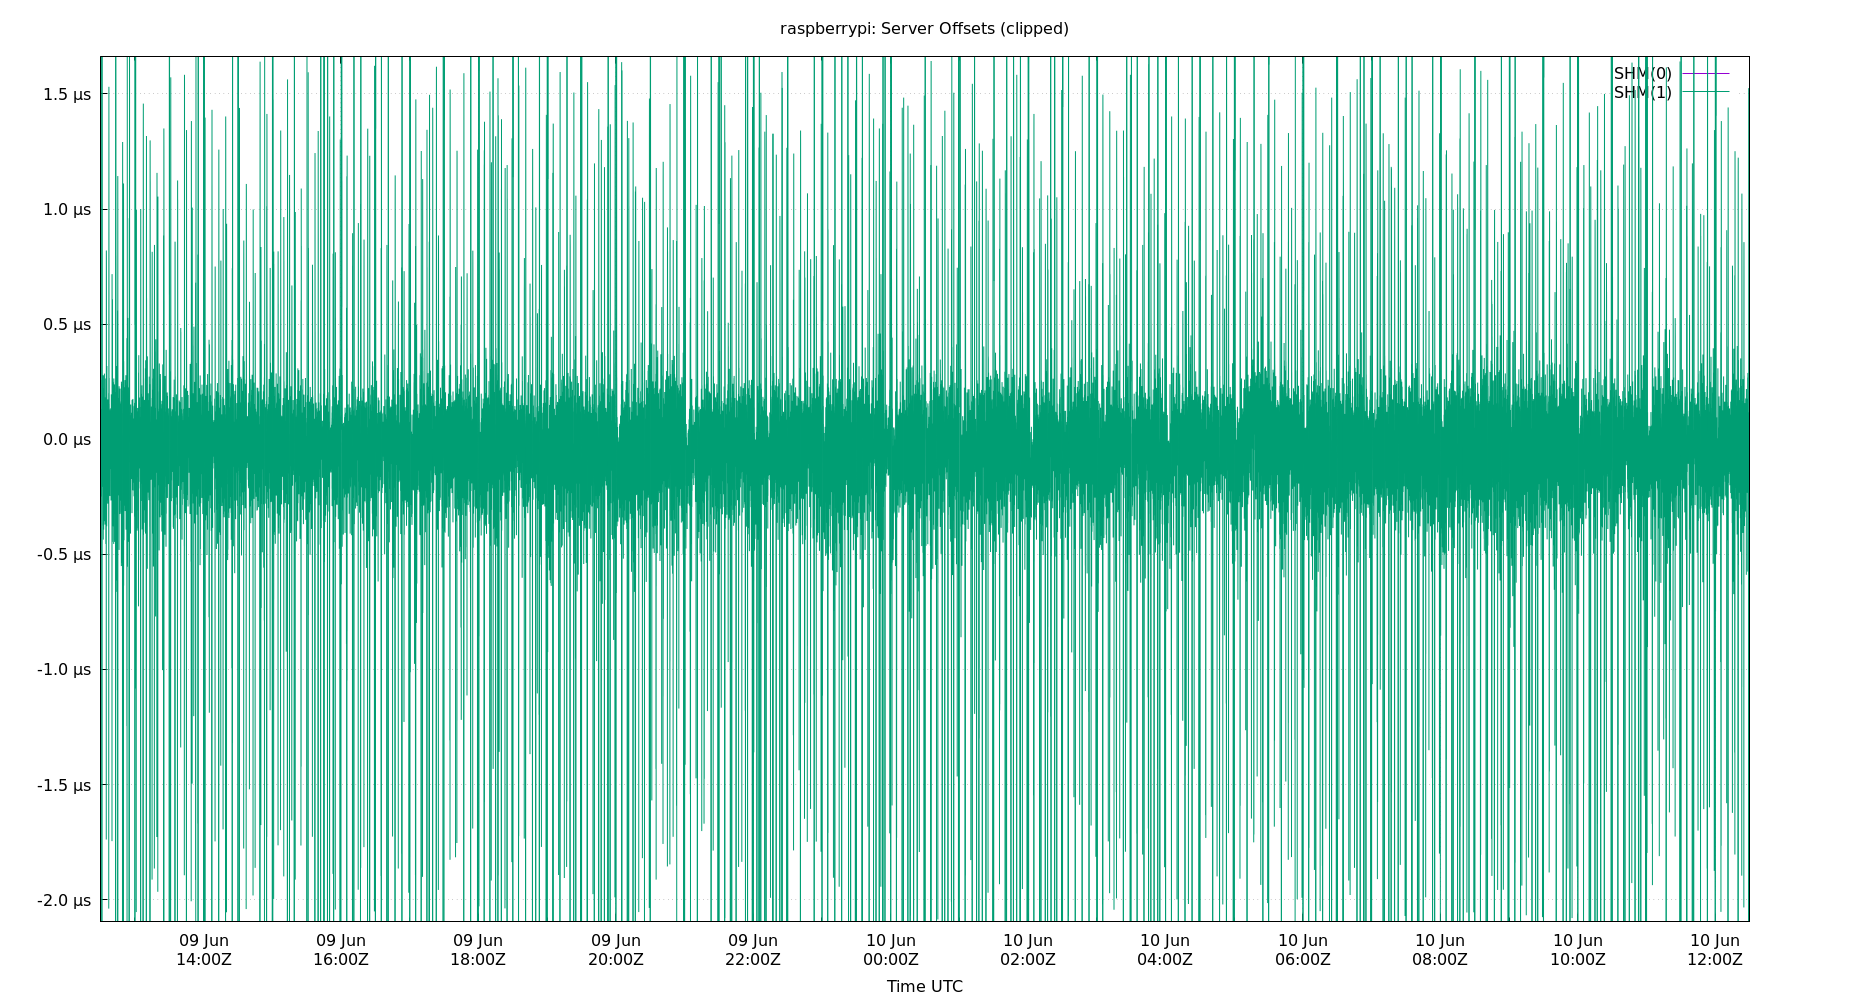 raspberrypi: Server Offsets (clipped)
SHM(0)
SHM(1)
1.5 µs
1.0 µs
0.5 µs
0.0 µs
-0.5 µs
-1.0 µs
-1.5 µs
-2.0 µs
09 Jun 09 Jun 09 Jun 09 Jun 09 Jun 10 Jun 10 Jun 10 Jun 10 Jun 10 Jun 10 Jun 10 Jun
14:00Z 16:00Z 18:00Z 20:00Z 22:00Z 00:00Z 02:00Z 04:00Z 06:00Z 08:00Z 10:00Z 12:00Z
Time UTC